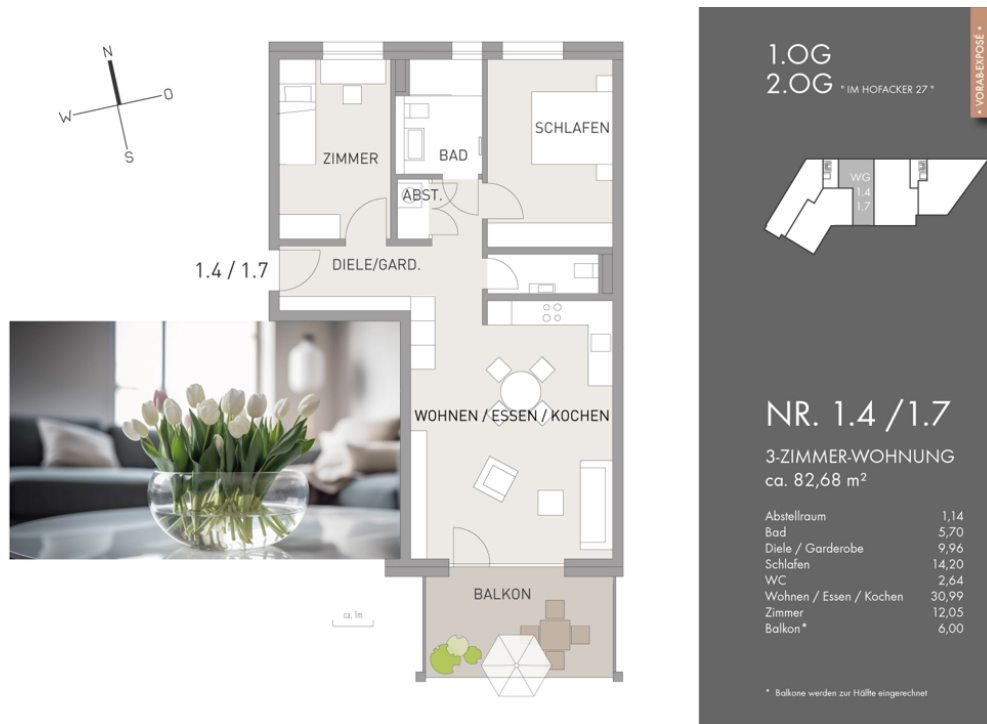 N
O
W
S
ZIMMER
BAD
SCHLAFEN
ABST.
1.4 / 1.7
DIELE/GARD.
WOHNEN / ESSEN / KOCHEN
BALKON
ca. 1m
• VORAB-EXPOSÉ •
1.OG
2.OG " IM HOFACKER 27 "
WG
1.4
1.7
NR. 1.4 /1.7
3-ZIMMER-WOHNUNG
ca. 82,68 m²
Abstellraum 1,14
Bad 5,70
Diele / Garderobe 9,96
Schlafen 14,20
WC 2,64
Wohnen / Essen / Kochen 30,99
Zimmer 12,05
Balkon* 6,00
* Balkone werden zur Hälfte eingerechnet